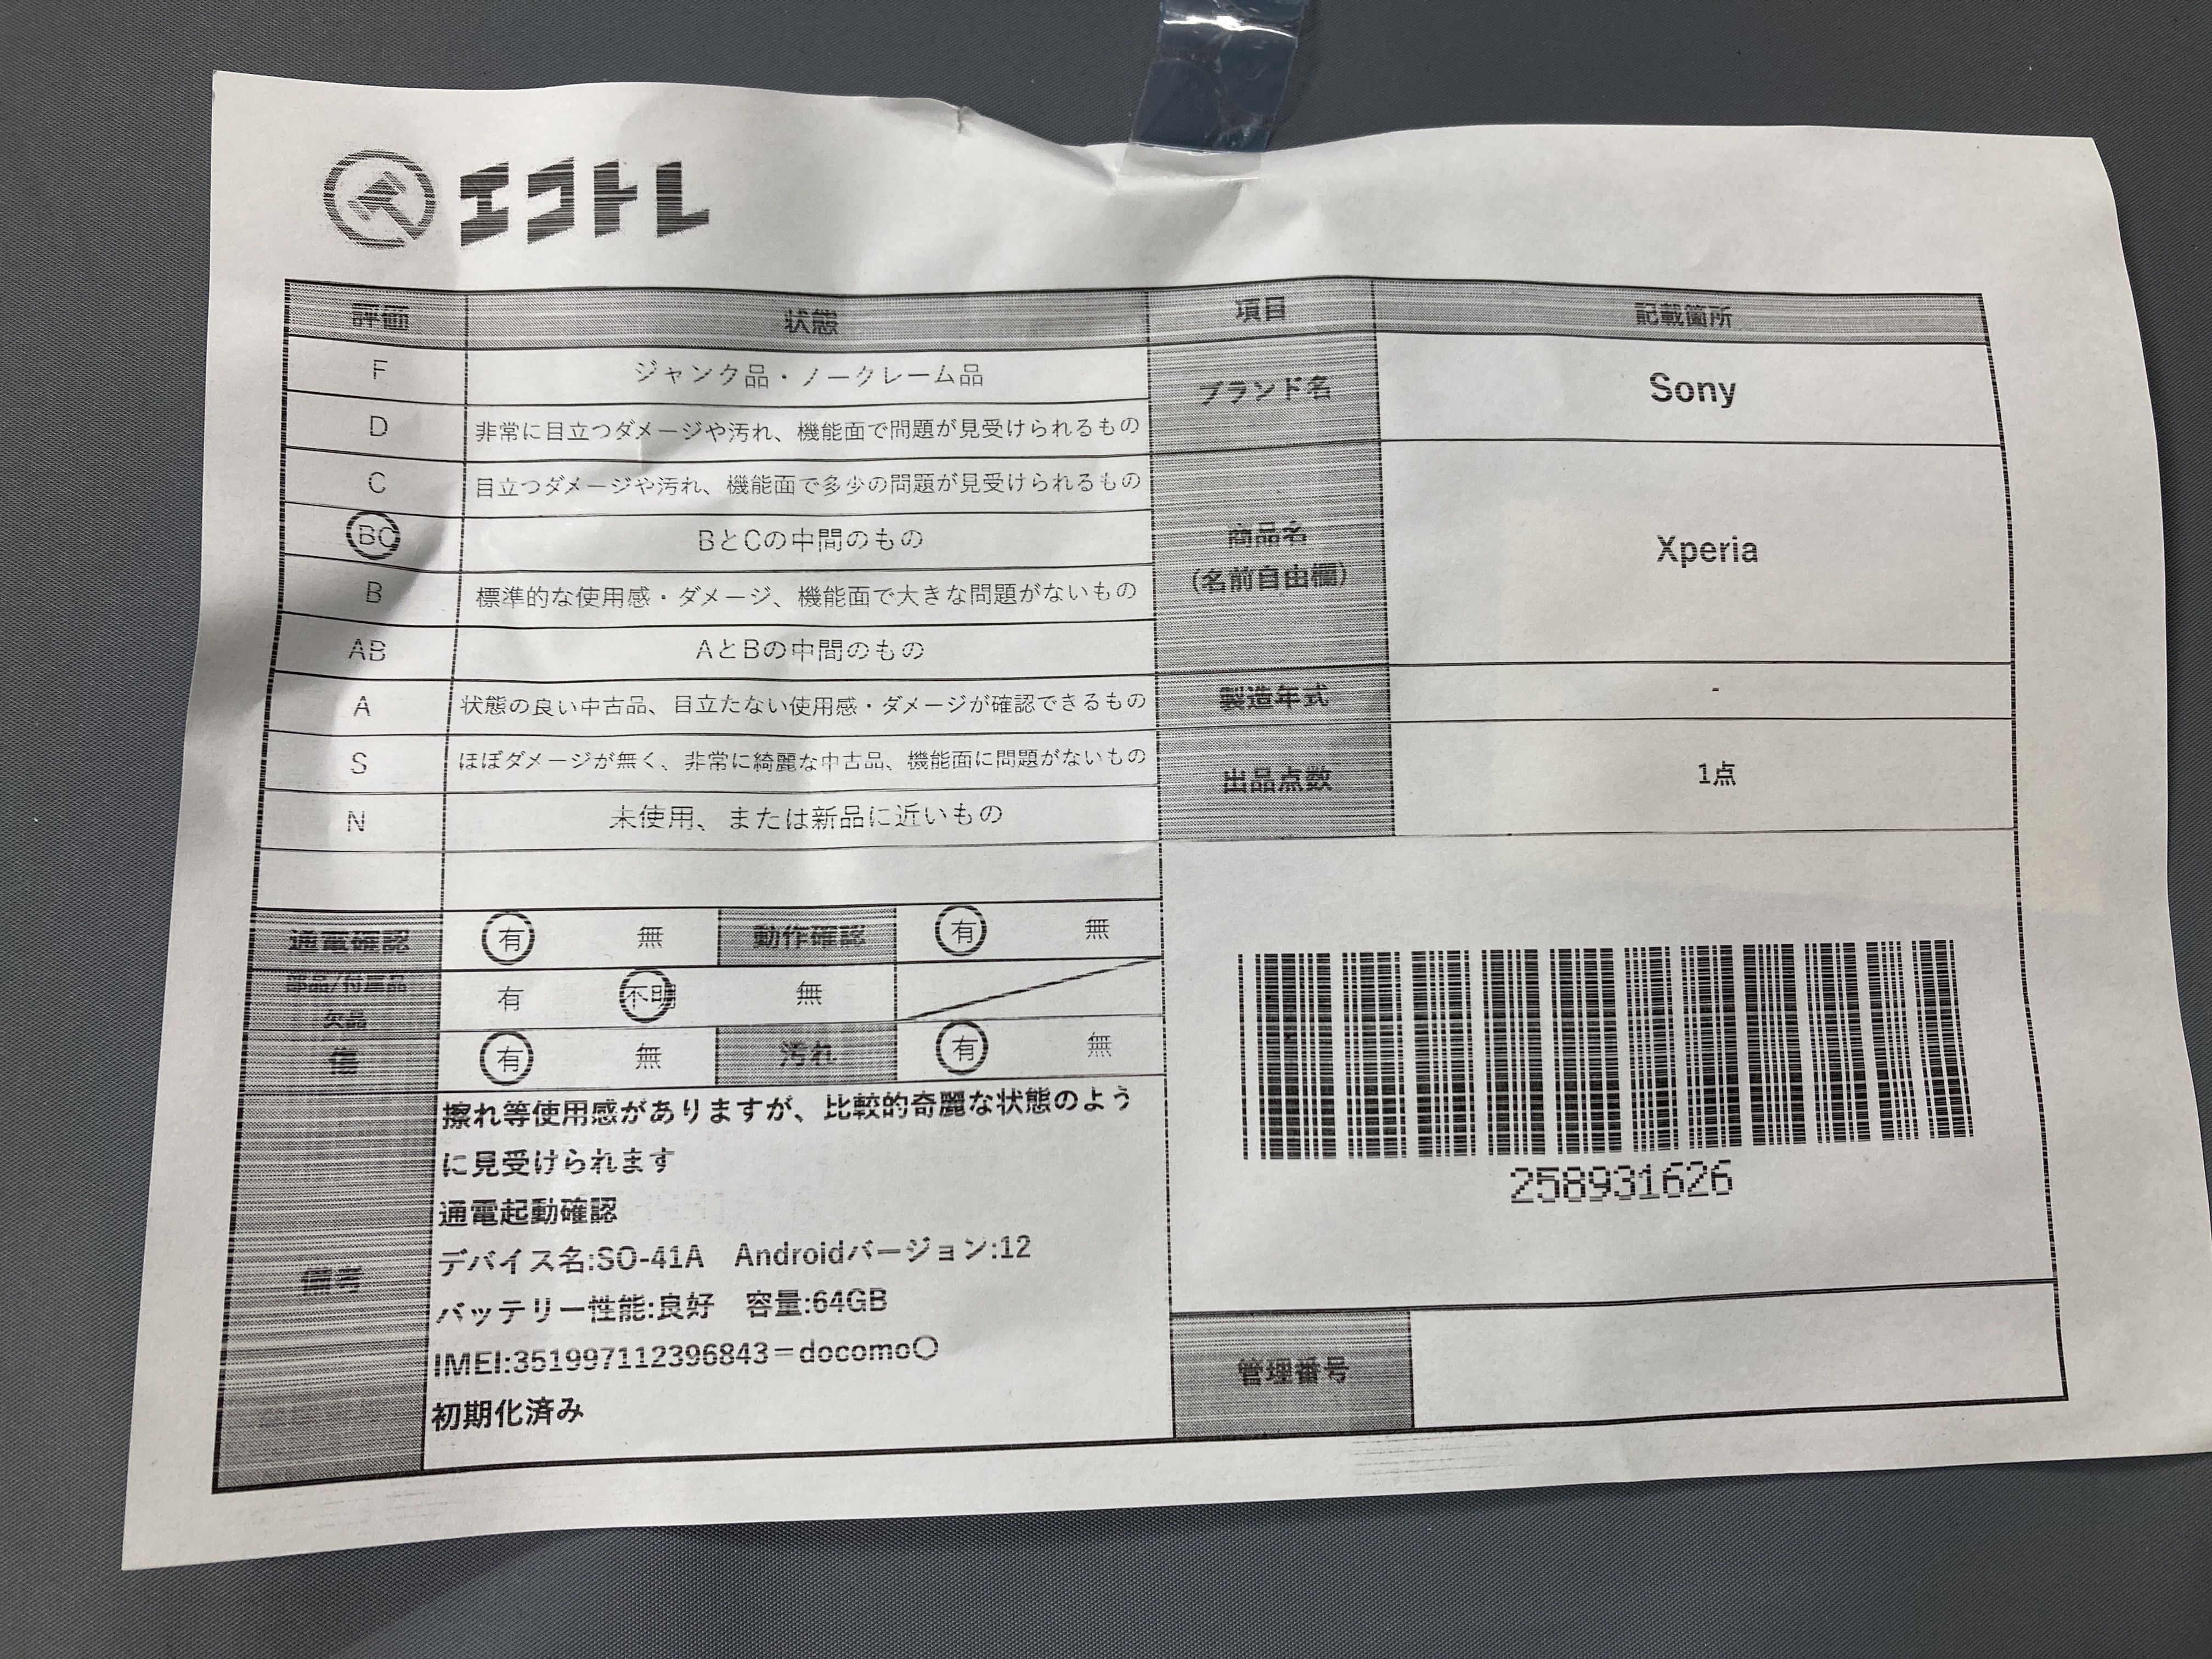 エコトレ
評価 状態 項目 記載箇所
F ジャンク品・ノークレーム品
D 非常に目立つダメージや汚れ、機能面で問題が見受けられるもの
C 目立つダメージや汚れ、機能面で多少の問題が見受けられるもの
BC BとCの中間のもの
B 標準的な使用感・ダメージ、機能面で大きな問題がないもの
AB AとBの中間のもの
A 状態の良い中古品、目立たない使用感・ダメージが確認できるもの
S ほぼダメージが無く、非常に綺麗な中古品、機能面に問題がないもの
N 未使用、または新品に近いもの
ブランド名 Sony
商品名
(名前自由欄)
Xperia
製造年式 -
出品点数 1点
通電確認 有 無 動作確認 有 無
部品/付属品
欠品
有 不明 無
傷 有 無 汚れ 有 無
備考
擦れ等使用感がありますが、比較的奇麗な状態のよう
に見受けられます
通電起動確認
デバイス名:SO-41A Androidバージョン:12
バッテリー性能:良好 容量:64GB
IMEI:351997112396843=docomo〇
初期化済み
258931626
管理番号